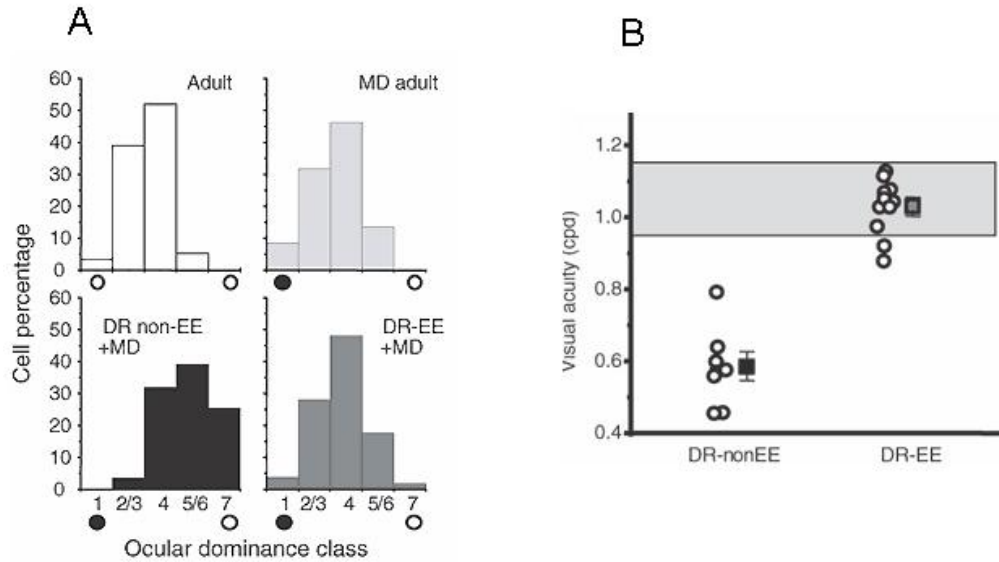 A
B
Adult
MD adult
60
50
40
30
20
10
0
DR non-EE
+MD
DR-EE
+MD
60
50
40
30
20
10
0
Cell percentage
1 2/3 4 5/6 7
1 2/3 4 5/6 7
Ocular dominance class
1.2
1.0
0.8
0.6
0.4
Visual acuity (cpd)
DR-nonEE
DR-EE